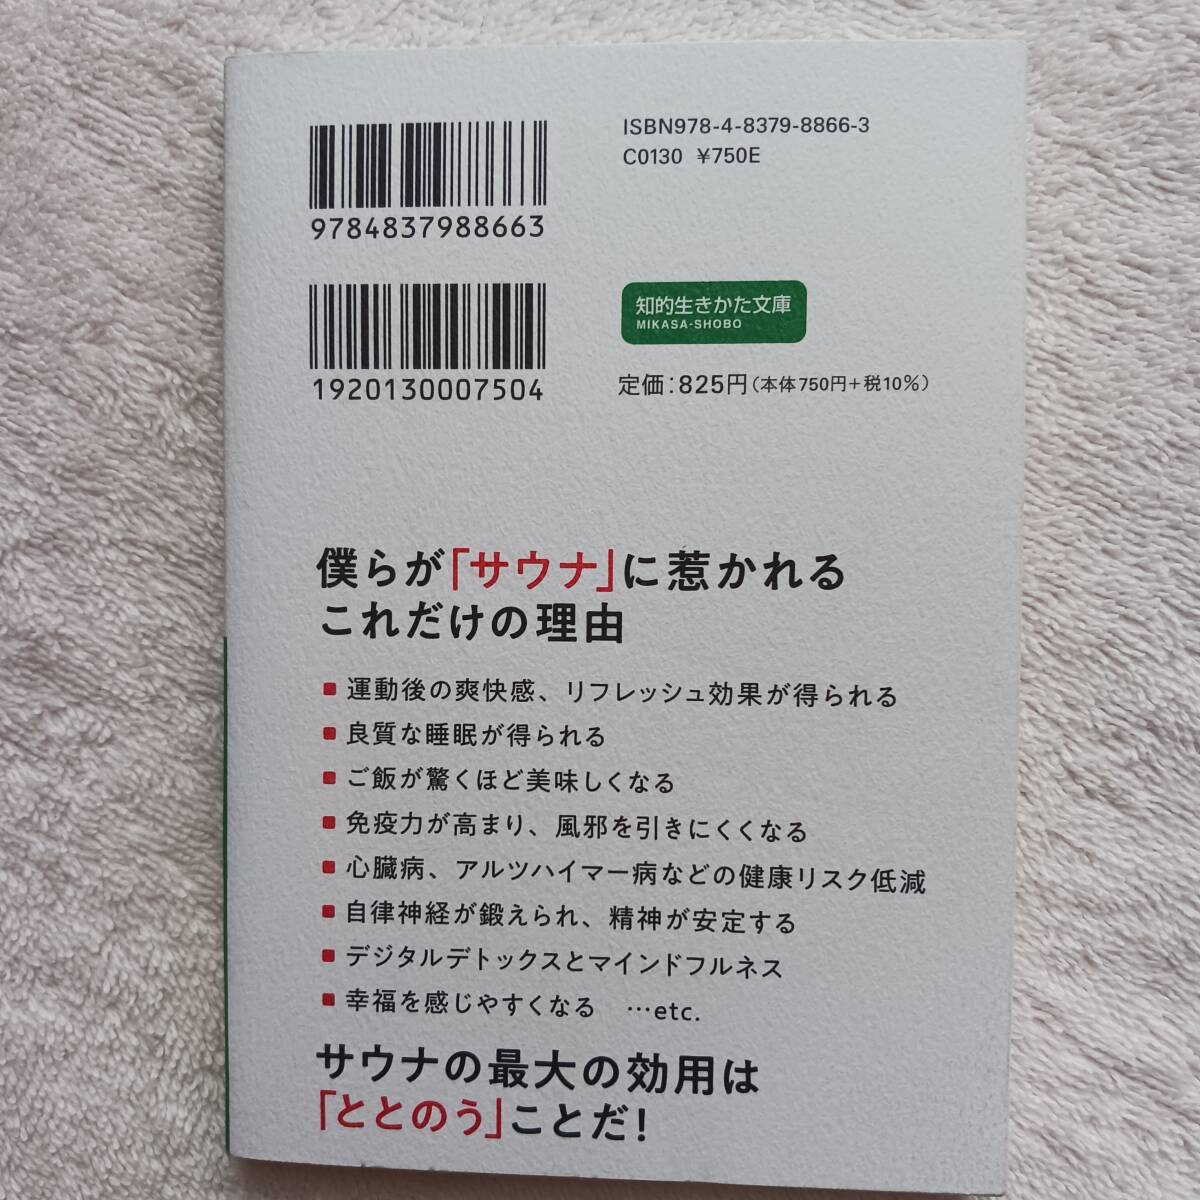 ISBN978-4-8379-8866-3
C0130 ¥750E
9784837988663
1920130007504
知的生きかた文庫
MIKASA-SHOBO
定価：825円（本体750円＋税10％）
僕らが「サウナ」に惹かれる
これだけの理由
■ 運動後の爽快感、リフレッシュ効果が得られる
■ 良質な睡眠が得られる
■ ご飯が驚くほど美味しくなる
■ 免疫力が高まり、風邪を引きにくくなる
■ 心臓病、アルツハイマー病などの健康リスク低減
■ 自律神経が鍛えられ、精神が安定する
■ デジタルデトックスとマインドフルネス
■ 幸福を感じやすくなる　…etc.
サウナの最大の効用は
「ととのう」ことだ！